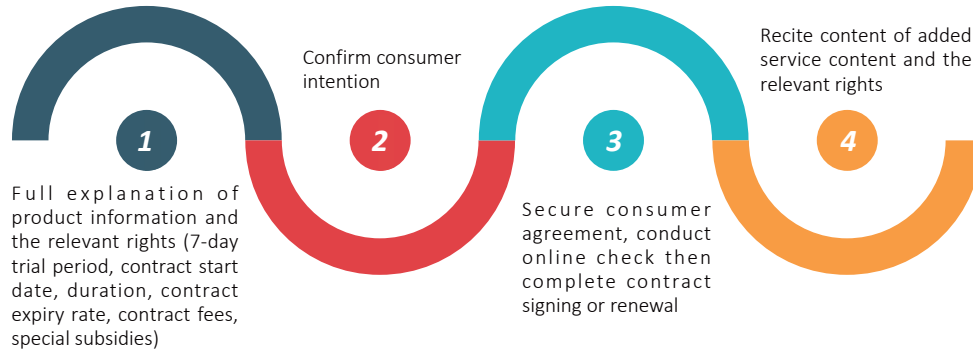 1
Full explanation of
product information and
the relevant rights (7-day
trial period, contract start
date, duration, contract
expiry rate, contract fees,
special subsidies)
Confirm consumer
intention
2
3
Secure consumer
agreement, conduct
online check then
complete contract
signing or renewal
Recite content of added
service content and the
relevant rights
4